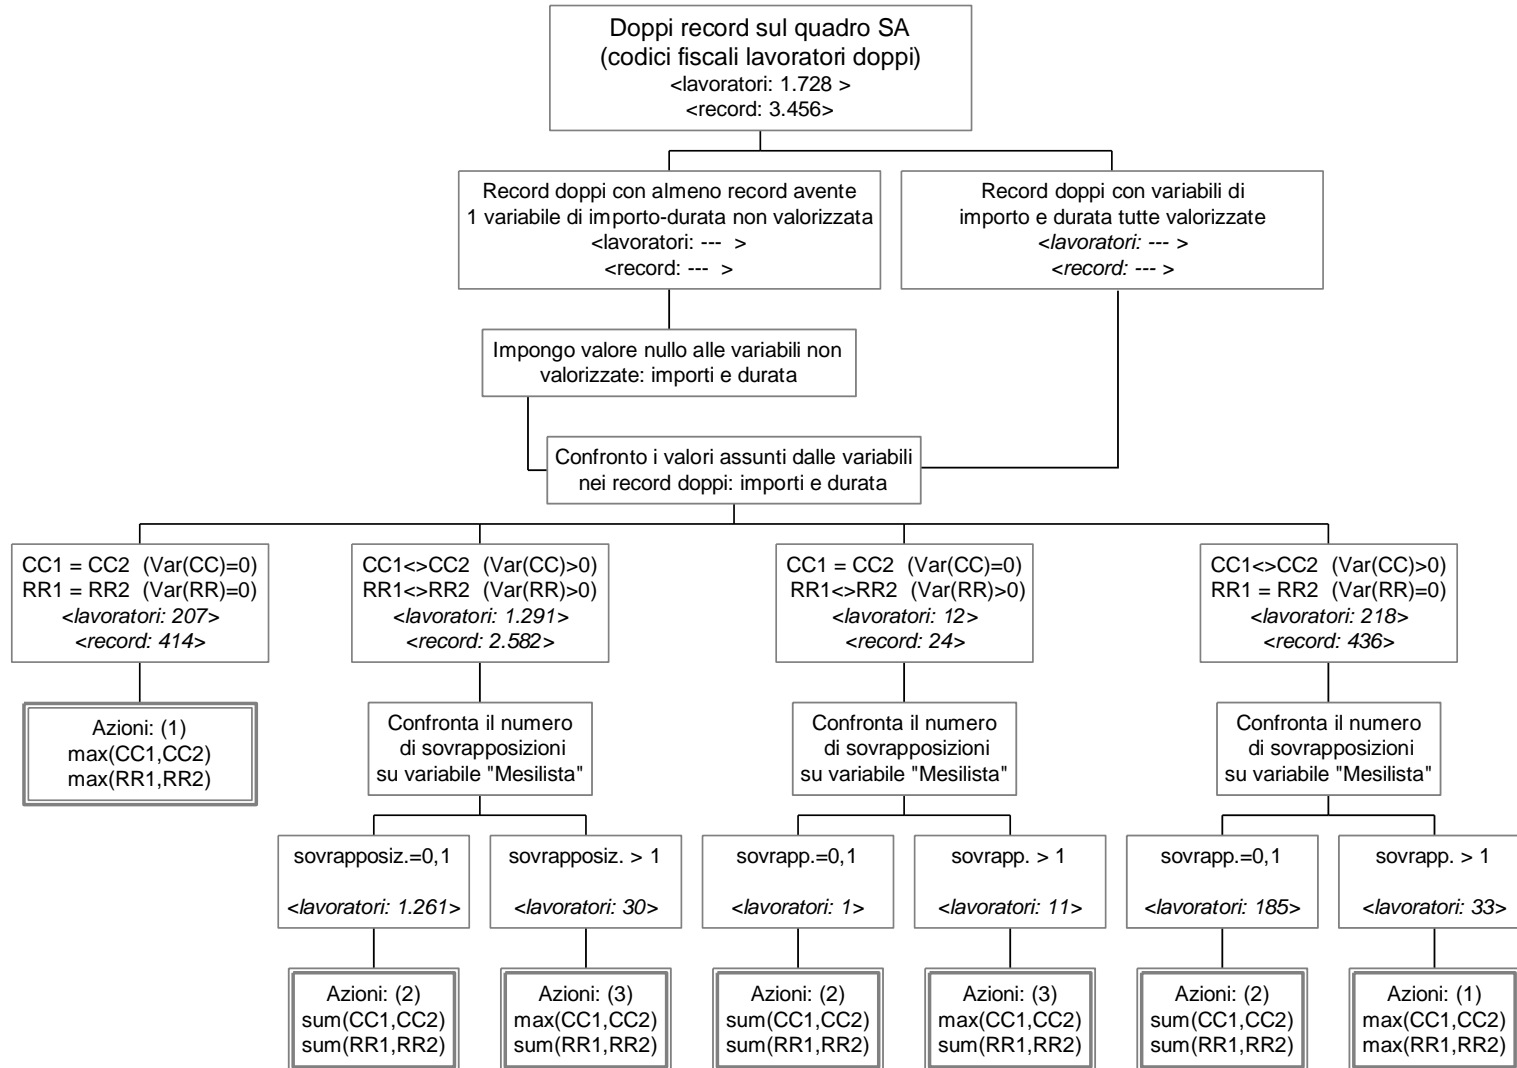 Doppi record sul quadro SA
(codici fiscali lavoratori doppi)
<lavoratori: 1.728 >
<record: 3.456>
Record doppi con almeno record avente
1 variabile di importo-durata non valorizzata
<lavoratori: --- >
<record: --- >
Record doppi con variabili di
importo e durata tutte valorizzate
<lavoratori: --- >
<record: --- >
Impongo valore nullo alle variabili non
valorizzate: importi e durata
Confronto i valori assunti dalle variabili
nei record doppi: importi e durata
CC1 = CC2 (Var(CC)=0)
RR1 = RR2 (Var(RR)=0)
<lavoratori: 207>
<record: 414>
CC1<>CC2 (Var(CC)>0)
RR1<>RR2 (Var(RR)>0)
<lavoratori: 1.291>
<record: 2.582>
CC1 = CC2 (Var(CC)=0)
RR1<>RR2 (Var(RR)>0)
<lavoratori: 12>
<record: 24>
CC1<>CC2 (Var(CC)>0)
RR1 = RR2 (Var(RR)=0)
<lavoratori: 218>
<record: 436>
Azioni: (1)
max(CC1,CC2)
max(RR1,RR2)
Confronta il numero
di sovrapposizioni
su variabile "Mesilista"
Confronta il numero
di sovrapposizioni
su variabile "Mesilista"
Confronta il numero
di sovrapposizioni
su variabile "Mesilista"
sovrapposiz.=0,1
<lavoratori: 1.261>
sovrapposiz. > 1
<lavoratori: 30>
sovrapp.=0,1
<lavoratori: 1>
sovrapp. > 1
<lavoratori: 11>
sovrapp.=0,1
<lavoratori: 185>
sovrapp. > 1
<lavoratori: 33>
Azioni: (2)
sum(CC1,CC2)
sum(RR1,RR2)
Azioni: (3)
max(CC1,CC2)
sum(RR1,RR2)
Azioni: (2)
sum(CC1,CC2)
sum(RR1,RR2)
Azioni: (3)
max(CC1,CC2)
sum(RR1,RR2)
Azioni: (2)
sum(CC1,CC2)
sum(RR1,RR2)
Azioni: (1)
max(CC1,CC2)
max(RR1,RR2)